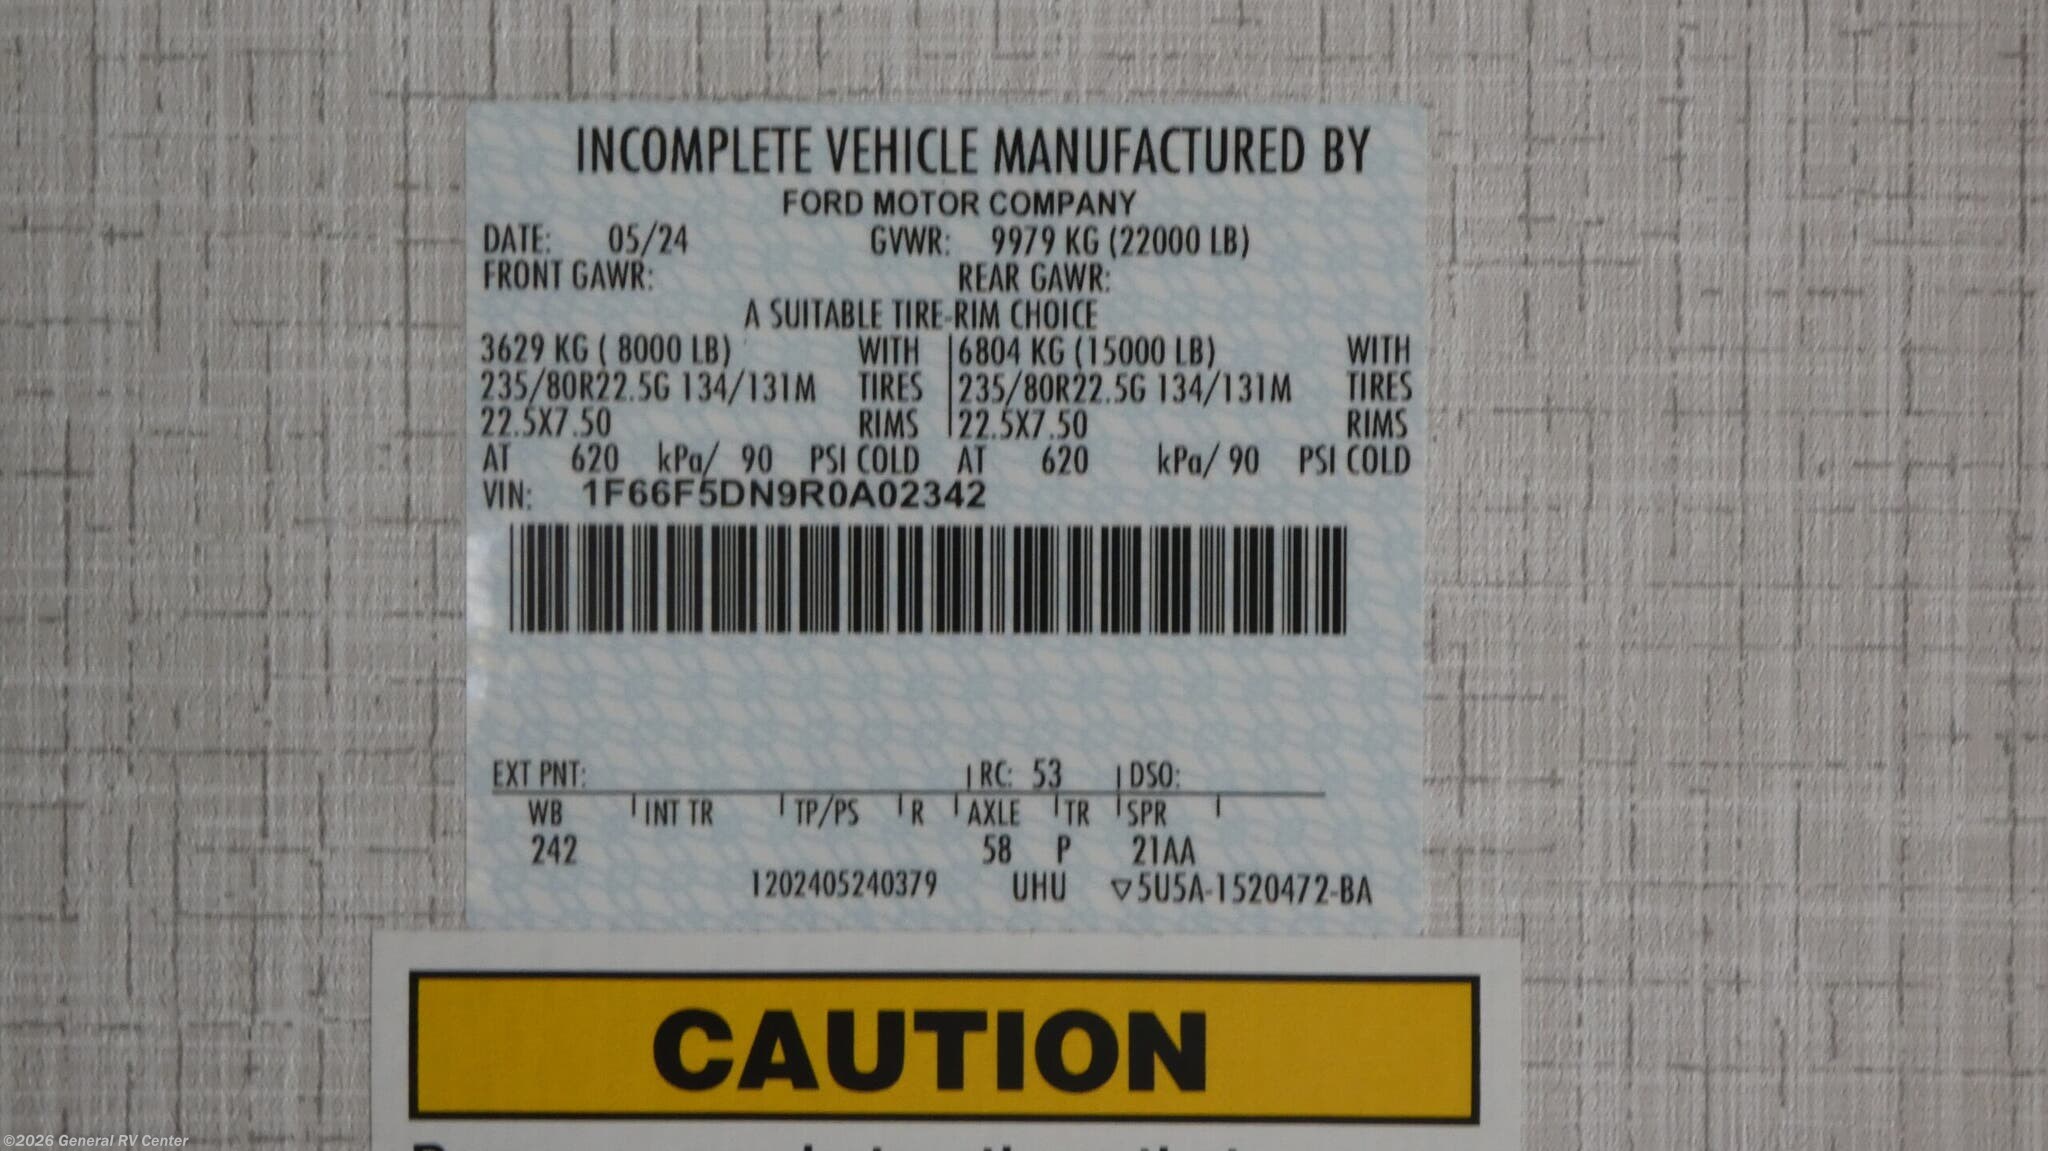 INCOMPLETE VEHICLE MANUFACTURED BY
FORD MOTOR COMPANY
DATE: 05/24 GVWR: 9979 KG (22000 LB)
FRONT GAWR: REAR GAWR:
A SUITABLE TIRE-RIM CHOICE
3629 KG ( 8000 LB) WITH 6804 KG (15000 LB) WITH
235/80R22.5G 134/131M TIRES 235/80R22.5G 134/131M TIRES
22.5X7.50 RIMS 22.5X7.50 RIMS
AT 620 kPa/ 90 PSI COLD AT 620 kPa/ 90 PSI COLD
VIN: 1F66F5DN9R0A02342
EXT PNT: RC: 53 DSO:
WB INT TR TP/PS R AXLE TR SPR
242 58 P 21AA
1202405240379 UHU ▽5U5A-1520472-BA
CAUTION
©2026 General RV Center